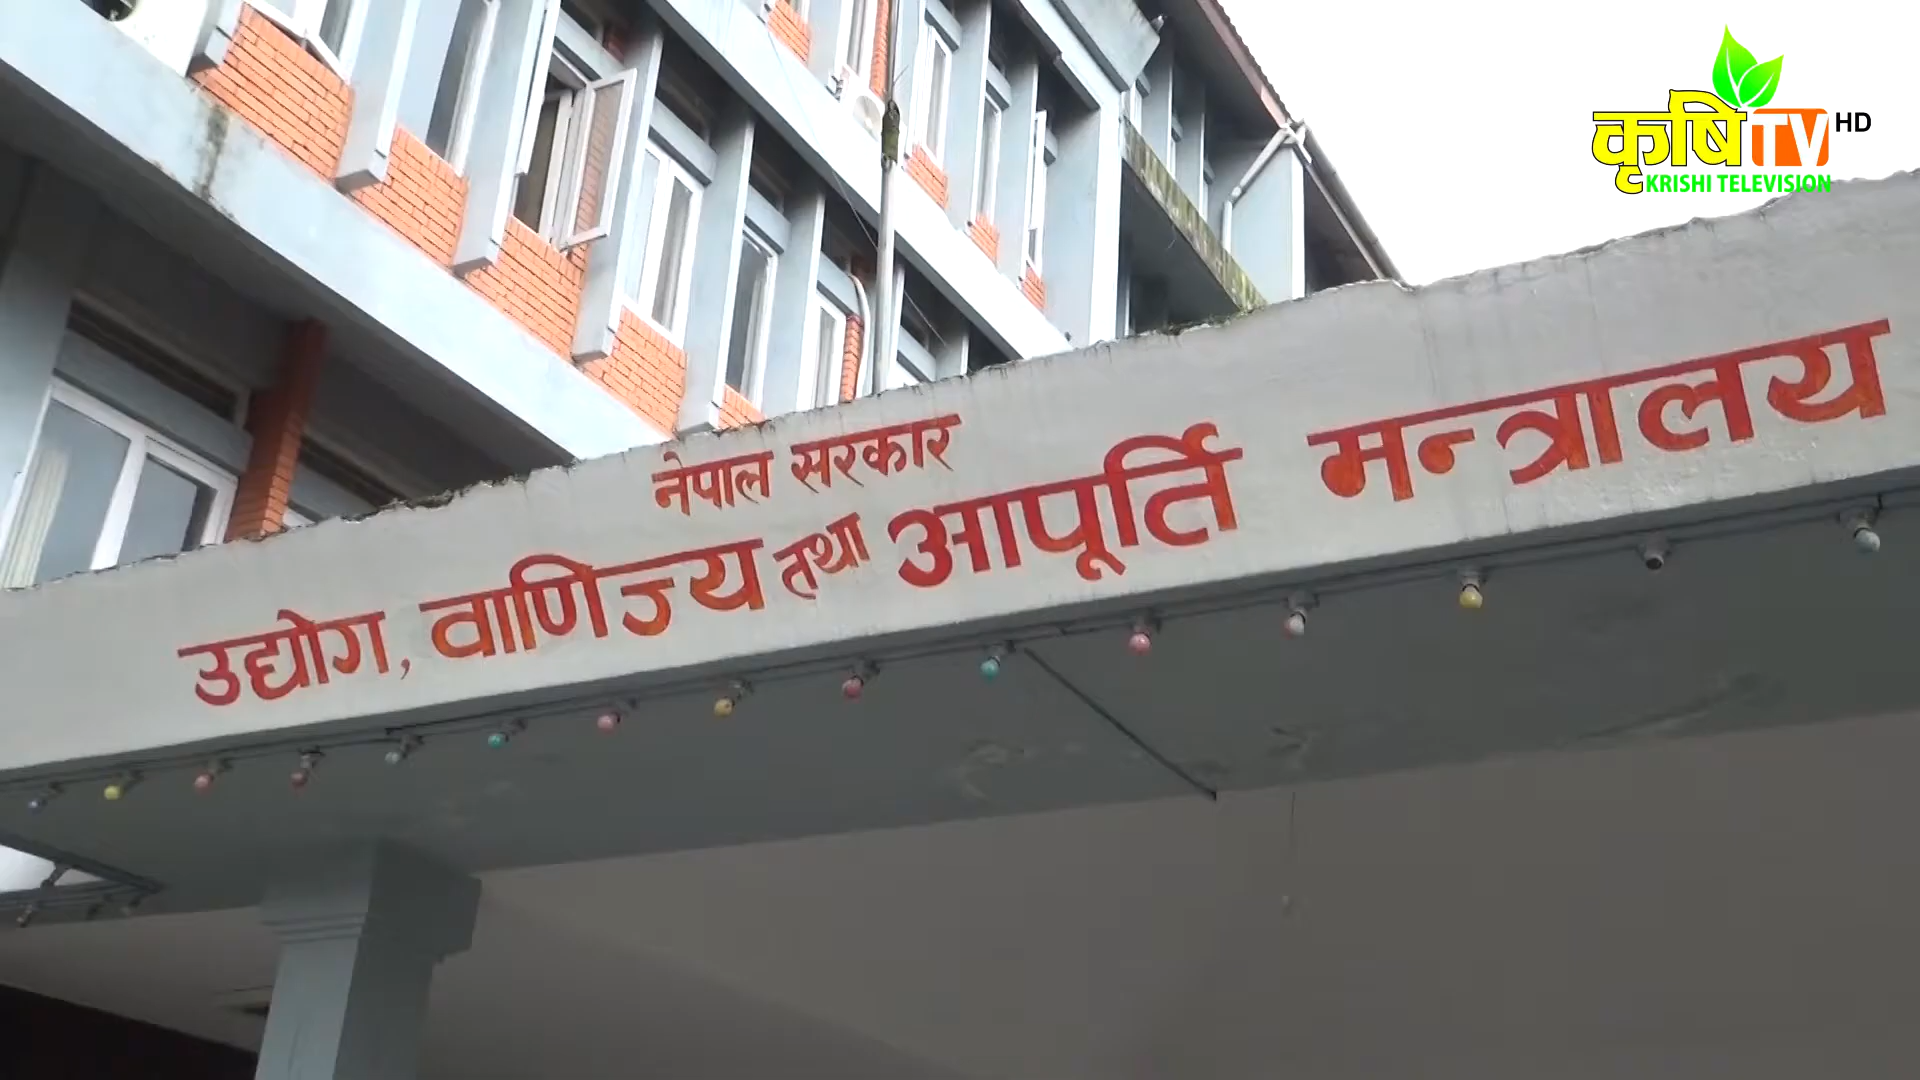 कृषि TV HD
KRISHI TELEVISION
नेपाल सरकार
उद्योग, वाणिज्य तथा आपूर्ति मन्त्रालय